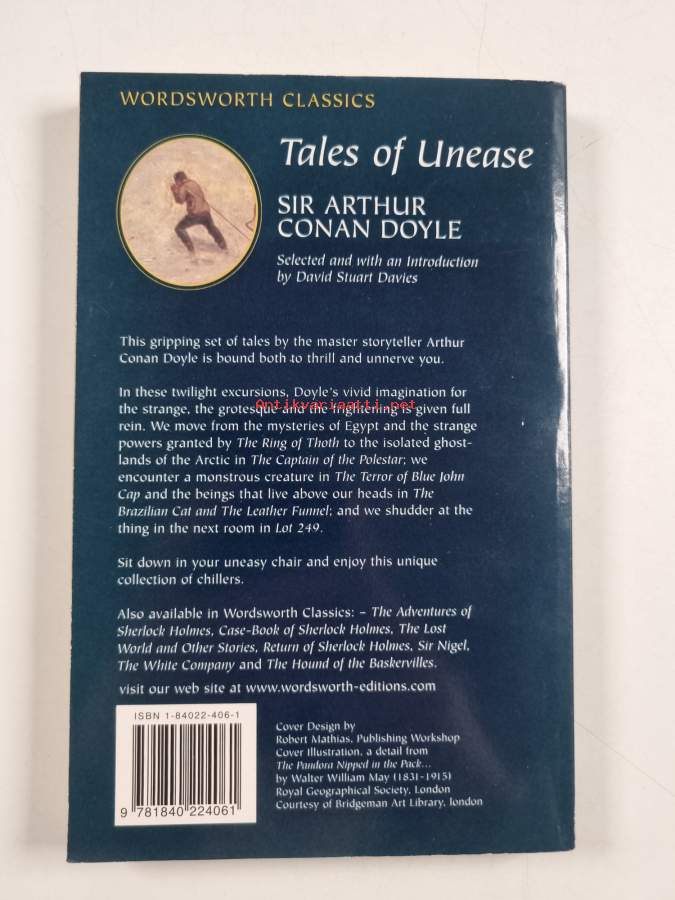 WORDSWORTH CLASSICS
Tales of Unease
SIR ARTHUR
CONAN DOYLE
Selected and with an Introduction
by David Stuart Davies
This gripping set of tales by the master storyteller Arthur
Conan Doyle is bound both to thrill and unnerve you.
In these twilight excursions, Doyle's vivid imagination for
the strange, the grotesque and the frightening is given full
Antikvariaatti.net
rein. We move from the mysteries of Egypt and the strange
powers granted by The Ring of Thoth to the isolated ghost-
lands of the Arctic in The Captain of the Polestar; we
encounter a monstrous creature in The Terror of Blue John
Cap and the beings that live above our heads in The
Brazilian Cat and The Leather Funnel; and we shudder at the
thing in the next room in Lot 249.
Sit down in your uneasy chair and enjoy this unique
collection of chillers.
Also available in Wordsworth Classics: – The Adventures of
Sherlock Holmes, Case-Book of Sherlock Holmes, The Lost
World and Other Stories, Return of Sherlock Holmes, Sir Nigel,
The White Company and The Hound of the Baskervilles.
visit our web site at www.wordsworth-editions.com
ISBN 1-84022-406-1
9 781840 224061
Cover Design by
Robert Mathias, Publishing Workshop
Cover Illustration, a detail from
The Pandora Nipped in the Pack...
by Walter William May (1831-1915)
Royal Geographical Society, London
Courtesy of Bridgeman Art Library, london